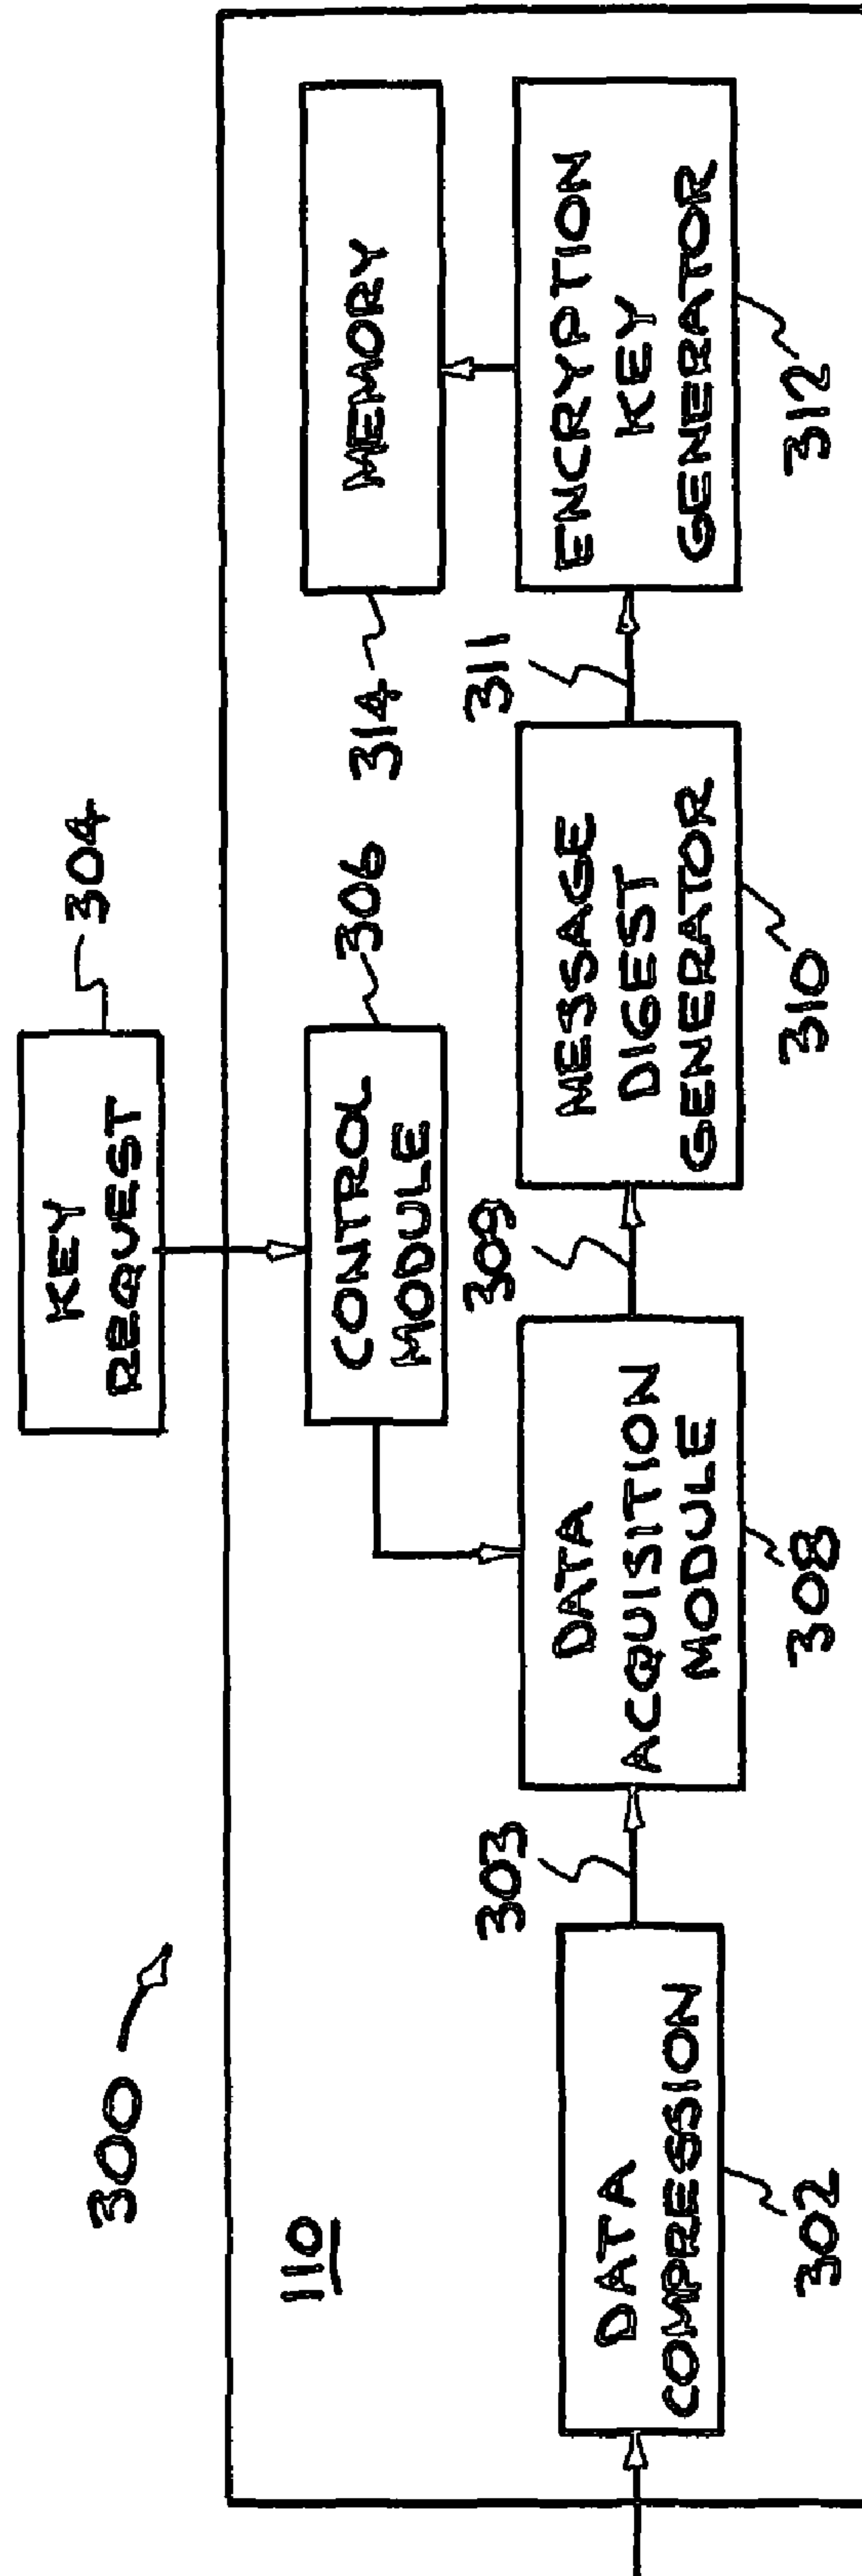 300
KEY
REQUEST
304
110
CONTROL
MODULE
306
314
MEMORY
DATA
COMPRESSION
302
303
DATA
ACQUISITION
MODULE
308
309
MESSAGE
DIGEST
GENERATOR
310
311
ENCRYPTION
KEY
GENERATOR
312